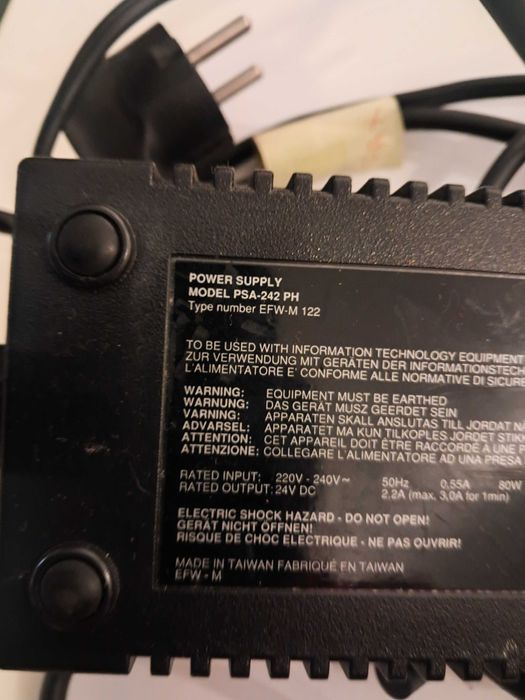 POWER SUPPLY
MODEL PSA-242 PH
Type number EFW-M 122
TO BE USED WITH INFORMATION TECHNOLOGY EQUIPMENT
ZUR VERWENDUNG MIT GERÄTEN DER INFORMATIONSTECH
L'ALIMENTATORE E' CONFORME ALLE NORMATIVE DI SICURE
WARNING: EQUIPMENT MUST BE EARTHED
WARNUNG: DAS GERÄT MUSZ GEERDET SEIN
VARNING: APPARATEN SKALL ANSLUTAS TILL JORDAT NÄ
ADVARSEL: APPARATET MA KUN TILKOPLES JORDET STIK
ATTENTION: CET APPAREIL DOIT ÊTRE RACCORDÉ À UNE P
ATTENZIONE: COLLEGARE L'ALIMENTATORE AD UNA PRESA
RATED INPUT: 220V - 240V~ 50Hz 0,55A 80W
RATED OUTPUT: 24V DC 2.2A (max. 3,0A for 1min)
ELECTRIC SHOCK HAZARD - DO NOT OPEN!
GERÄT NICHT ÖFFNEN!
RISQUE DE CHOC ELECTRIQUE - NE PAS OUVRIR!
MADE IN TAIWAN FABRIQUÉ EN TAIWAN
EFW - M